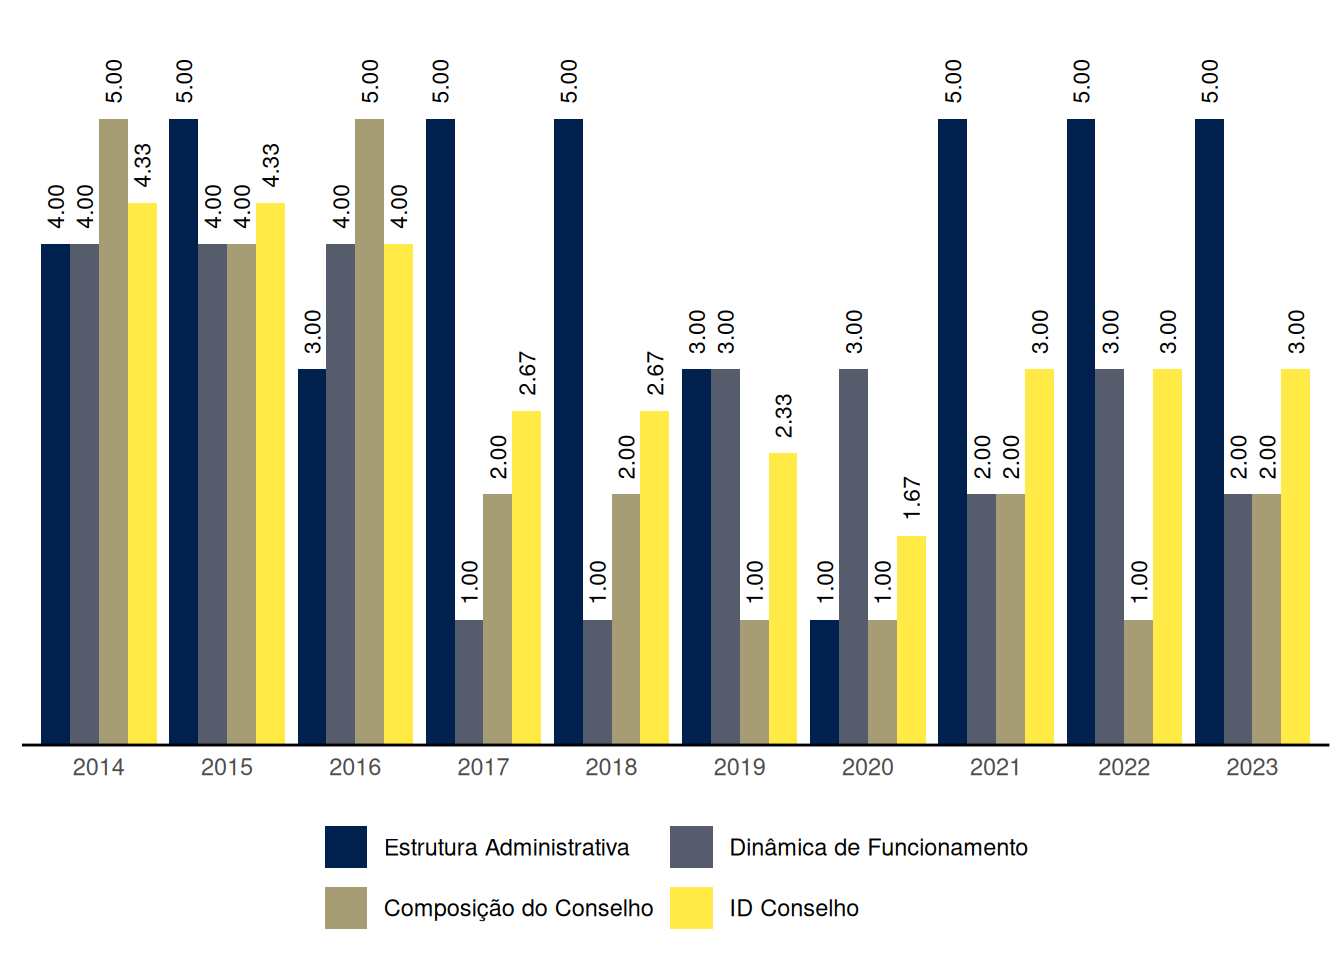 4.00 4.00 5.00 4.33 5.00 4.00 4.00 4.33 3.00 4.00 5.00 4.00 5.00 1.00 2.00 2.67 5.00 1.00 2.00 2.67 3.00 3.00 1.00 2.33 1.00 3.00 1.00 1.67 5.00 2.00 2.00 3.00 5.00 3.00 1.00 3.00 5.00 2.00 2.00 3.00
2014 2015 2016 2017 2018 2019 2020 2021 2022 2023
Estrutura Administrativa Dinâmica de Funcionamento
Composição do Conselho ID Conselho